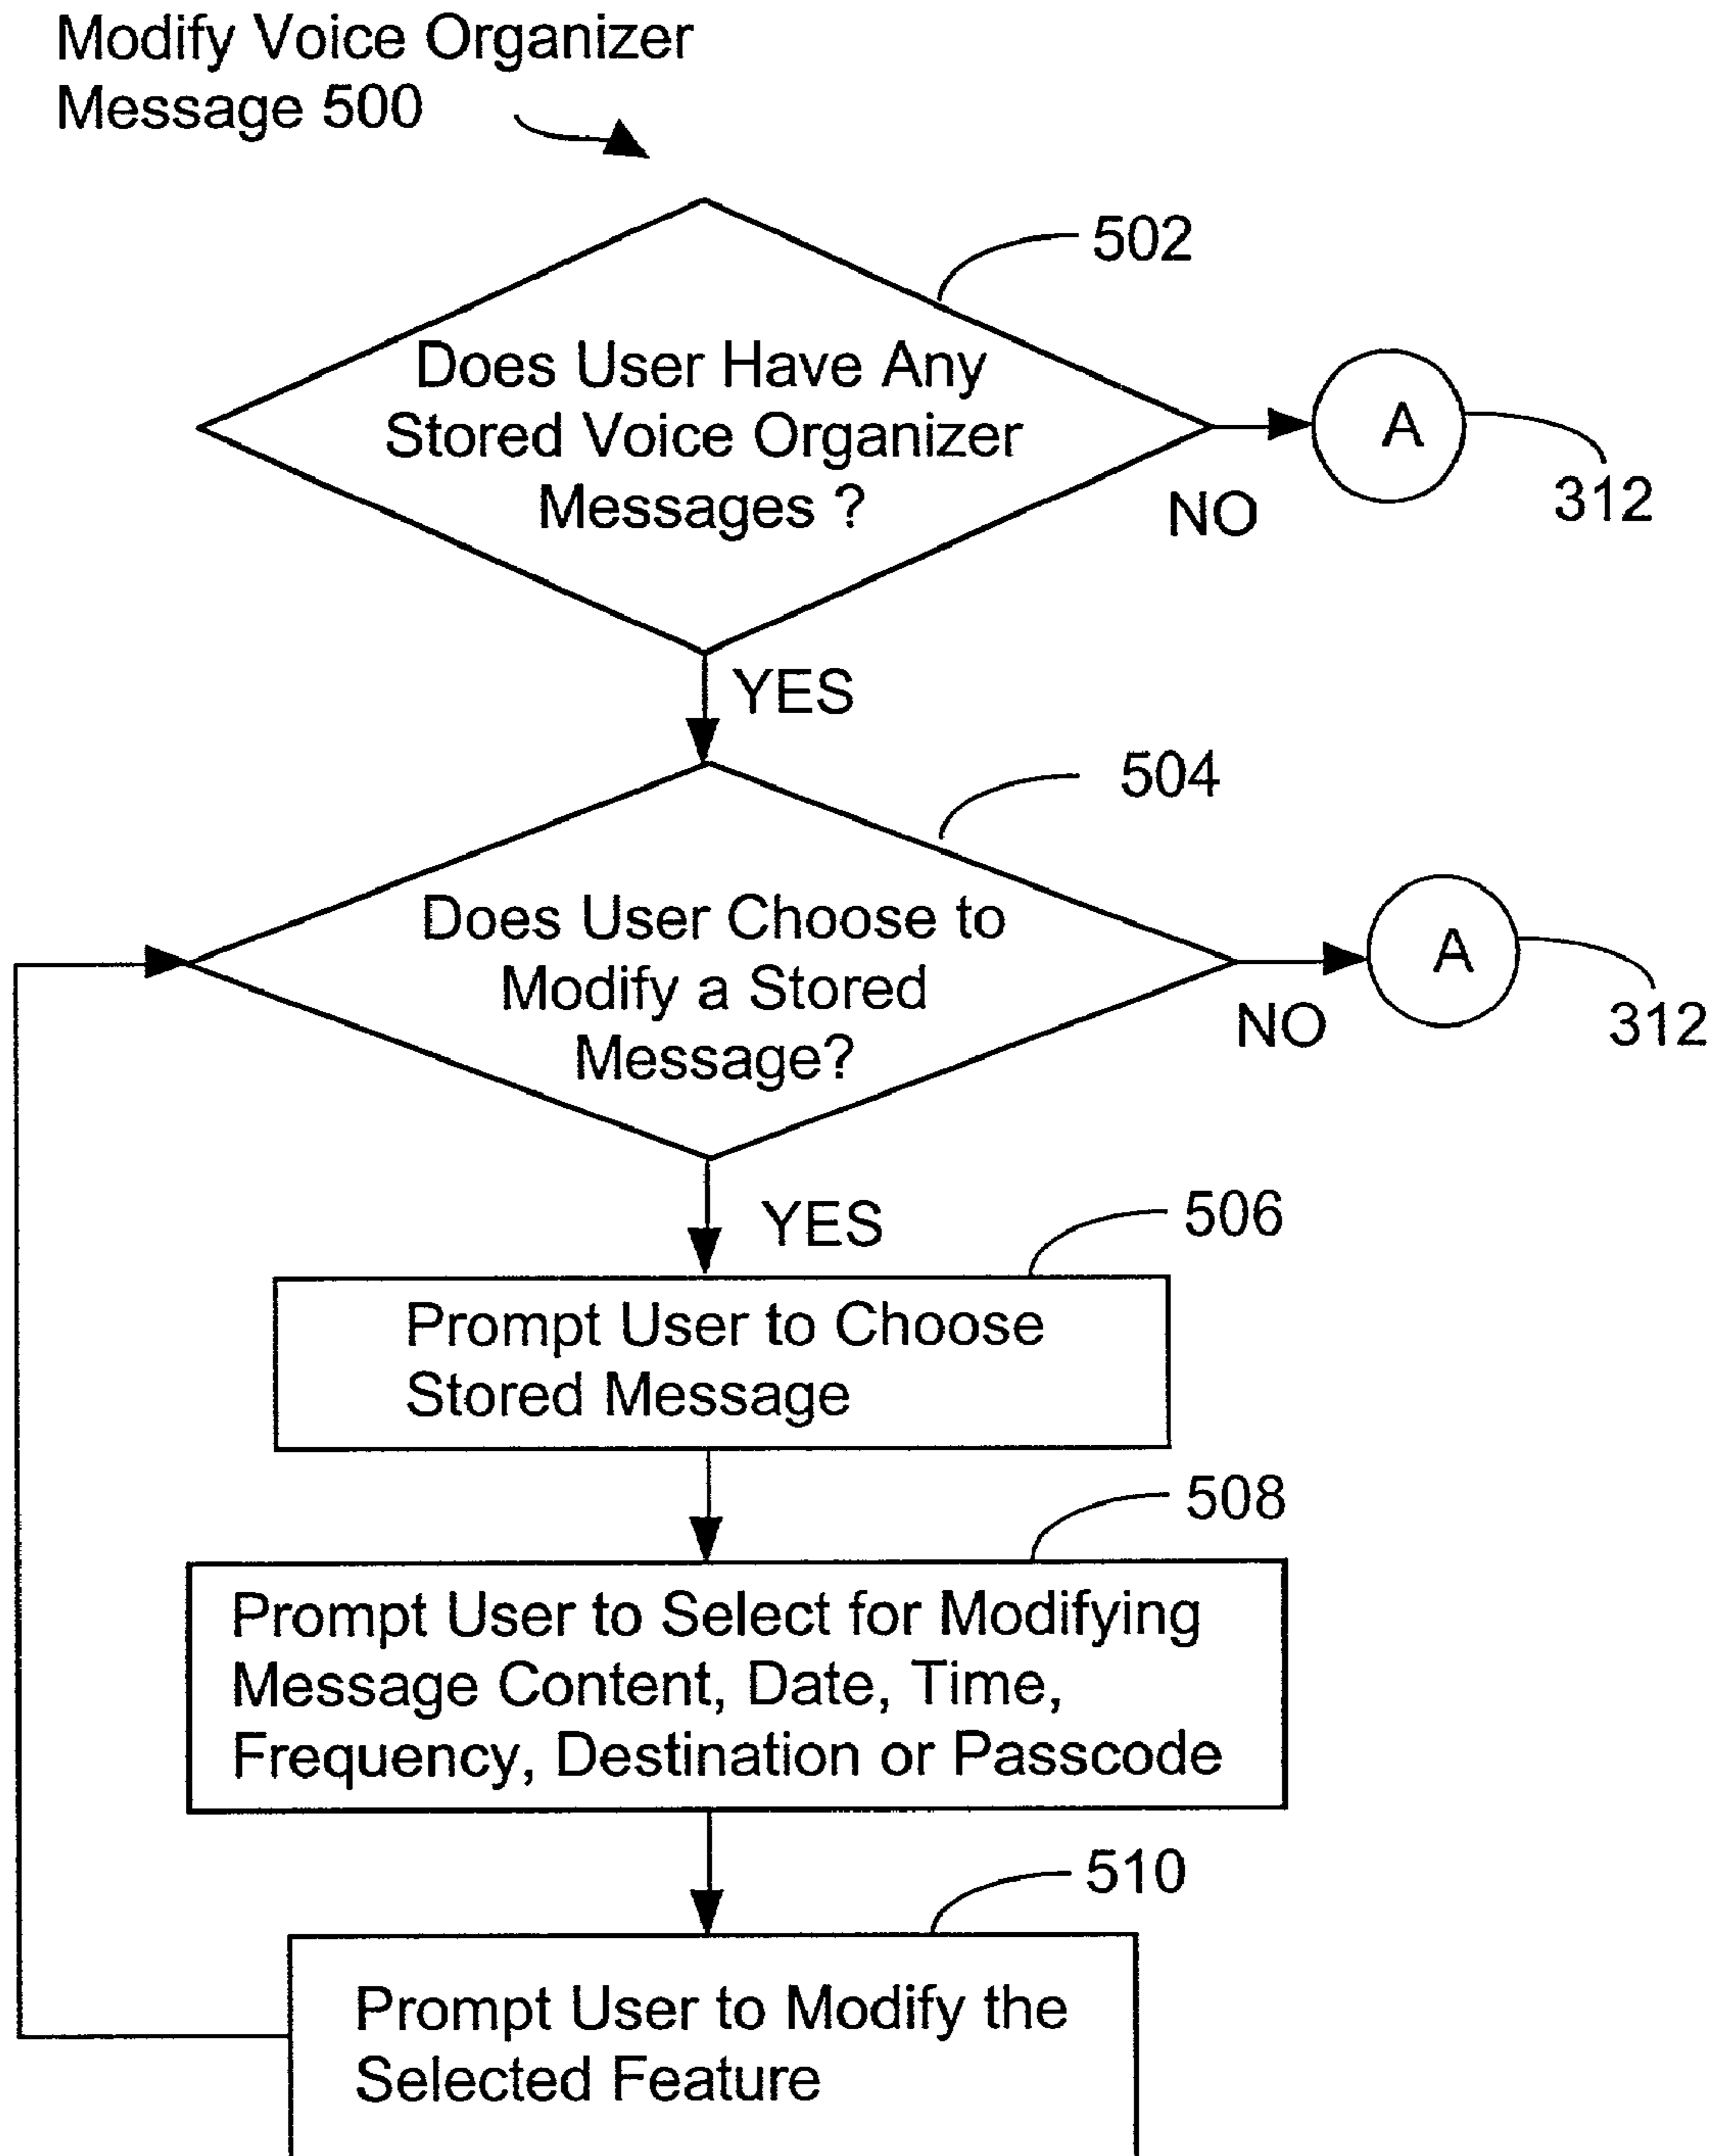 Modify Voice Organizer
Message 500
502
Does User Have Any
Stored Voice Organizer
Messages ?
A
NO
312
YES
504
Does User Choose to
Modify a Stored
Message?
A
NO
312
YES
506
Prompt User to Choose
Stored Message
508
Prompt User to Select for Modifying
Message Content, Date, Time,
Frequency, Destination or Passcode
510
Prompt User to Modify the
Selected Feature